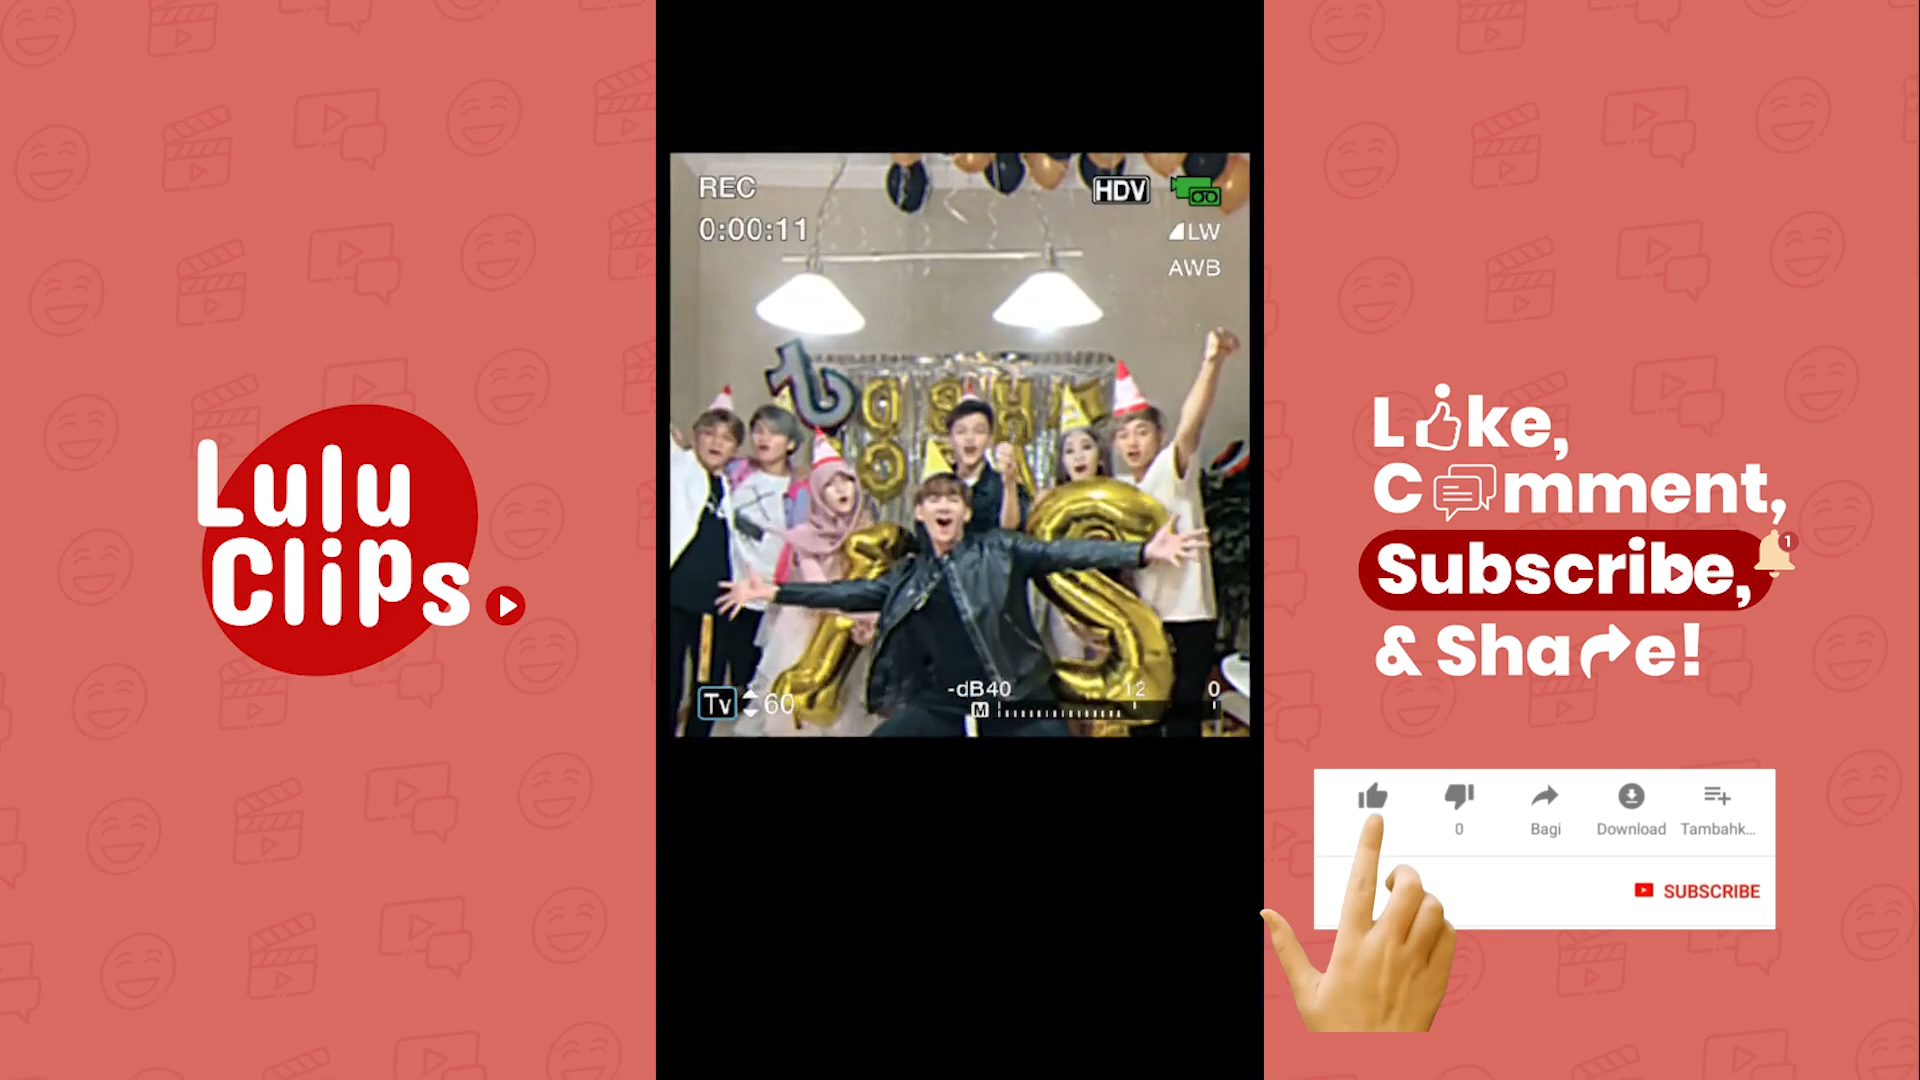 Lulu
Clips
REC
0:00:11
HDV
LW
AWB
Tv
60
-dB40
12
0
M
Like,
Comment,
Subscribe,
1
& Share!
0
Bagi
Download
Tambahk...
SUBSCRIBE